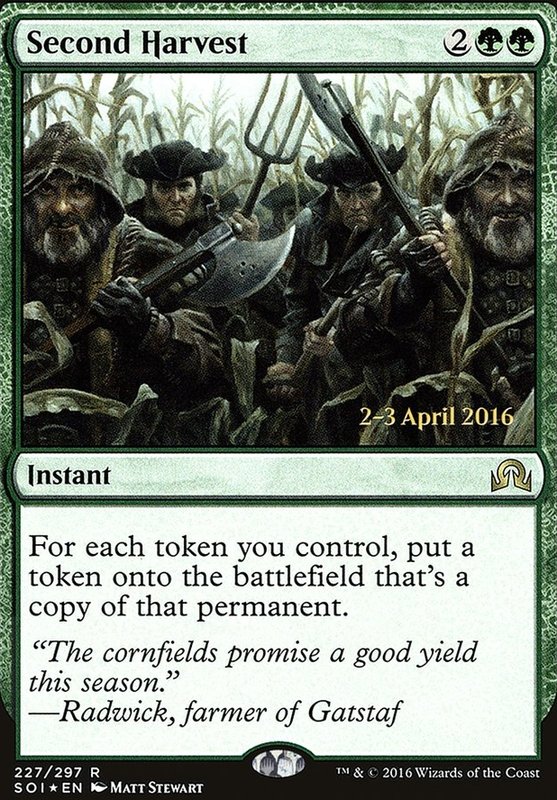 Second Harvest 2
2-3 April 2016
Instant
For each token you control, put a
token onto the battlefield that's a
copy of that permanent.
“The cornfields promise a good yield
this season.”
—Radwick, farmer of Gatstaf
227/297 R
SOI★EN Matt Stewart
™ & © 2016 Wizards of the Coast